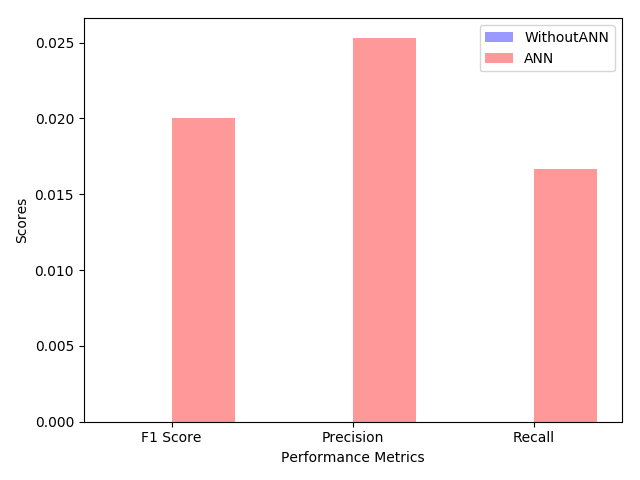 WithoutANN
ANN
0.025
0.020
0.015
0.010
0.005
0.000
Scores
F1 Score
Precision
Recall
Performance Metrics